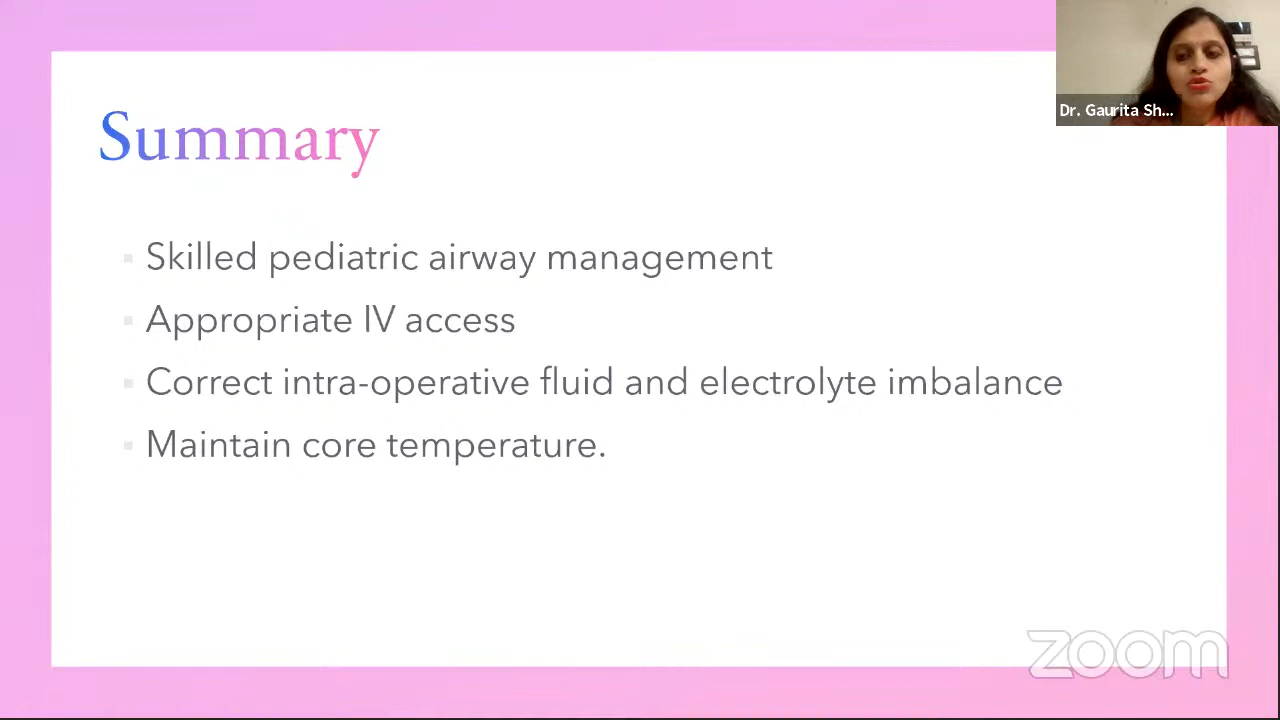 Summary
Dr. Gaurita Sh...
Skilled pediatric airway management
Appropriate IV access
Correct intra-operative fluid and electrolyte imbalance
Maintain core temperature.
zoom